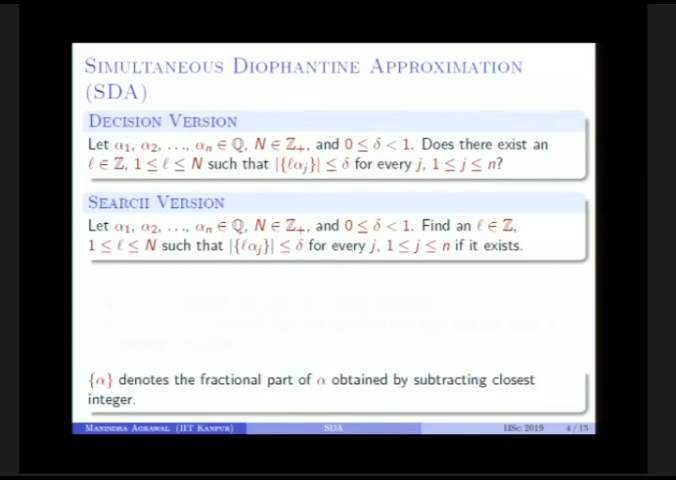 SIMULTANEOUS DIOPHANTINE APPROXIMATION
(SDA)
DECISION VERSION
Let α₁, α₂, …, αₙ ∈ ℚ, N ∈ ℤ₊, and 0 ≤ δ < 1. Does there exist an
ℓ ∈ ℤ, 1 ≤ ℓ ≤ N such that |{ℓαⱼ}| ≤ δ for every j, 1 ≤ j ≤ n?
SEARCH VERSION
Let α₁, α₂, …, αₙ ∈ ℚ, N ∈ ℤ₊, and 0 ≤ δ < 1. Find an ℓ ∈ ℤ,
1 ≤ ℓ ≤ N such that |{ℓαⱼ}| ≤ δ for every j, 1 ≤ j ≤ n if it exists.
{α} denotes the fractional part of α obtained by subtracting closest
integer.
MANINDRA AGRAWAL (IIT KANPUR) SDA IISc 2019 4 / 15